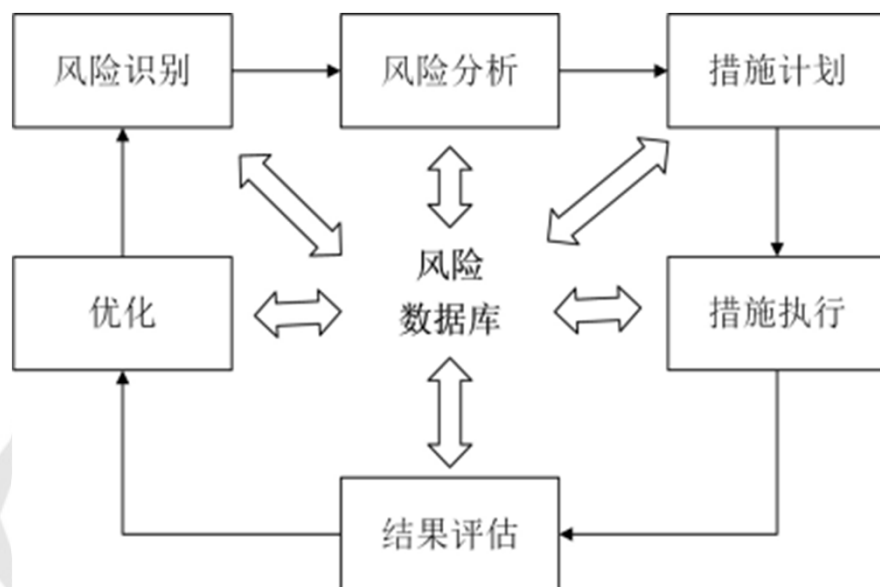 风险识别
风险分析
措施计划
风险
数据库
优化
措施执行
结果评估